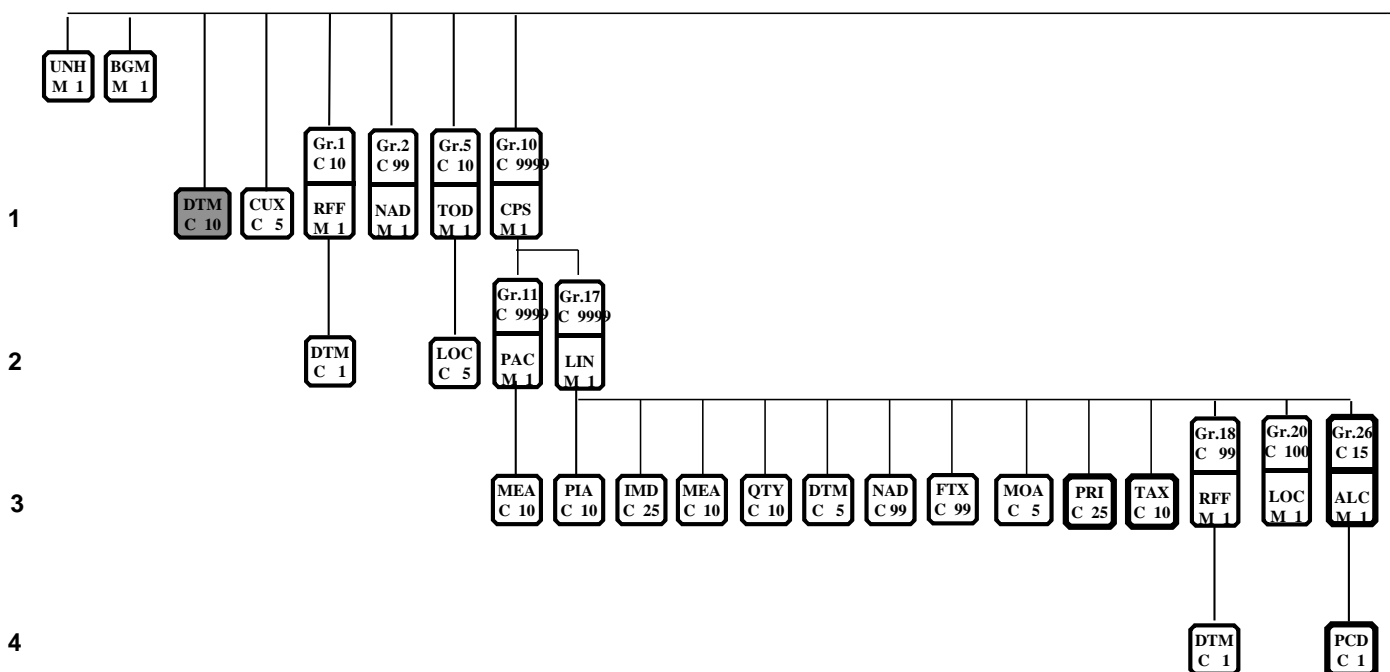 UNH
M 1
BGM
M 1
Gr.1
C 10
Gr.2
C 99
Gr.5
C 10
Gr.10
C 9999
1
DTM
C 10
CUX
C 5
RFF
M 1
NAD
M 1
TOD
M 1
CPS
M 1
Gr.11
C 9999
Gr.17
C 9999
2
DTM
C 1
LOC
C 5
PAC
M 1
LIN
M 1
Gr.18
C 99
Gr.20
C 100
Gr.26
C 15
3
MEA
C 10
PIA
C 10
IMD
C 25
MEA
C 10
QTY
C 10
DTM
C 5
NAD
C 99
FTX
C 99
MOA
C 5
PRI
C 25
TAX
C 10
RFF
M 1
LOC
M 1
ALC
M 1
4
DTM
C 1
PCD
C 1